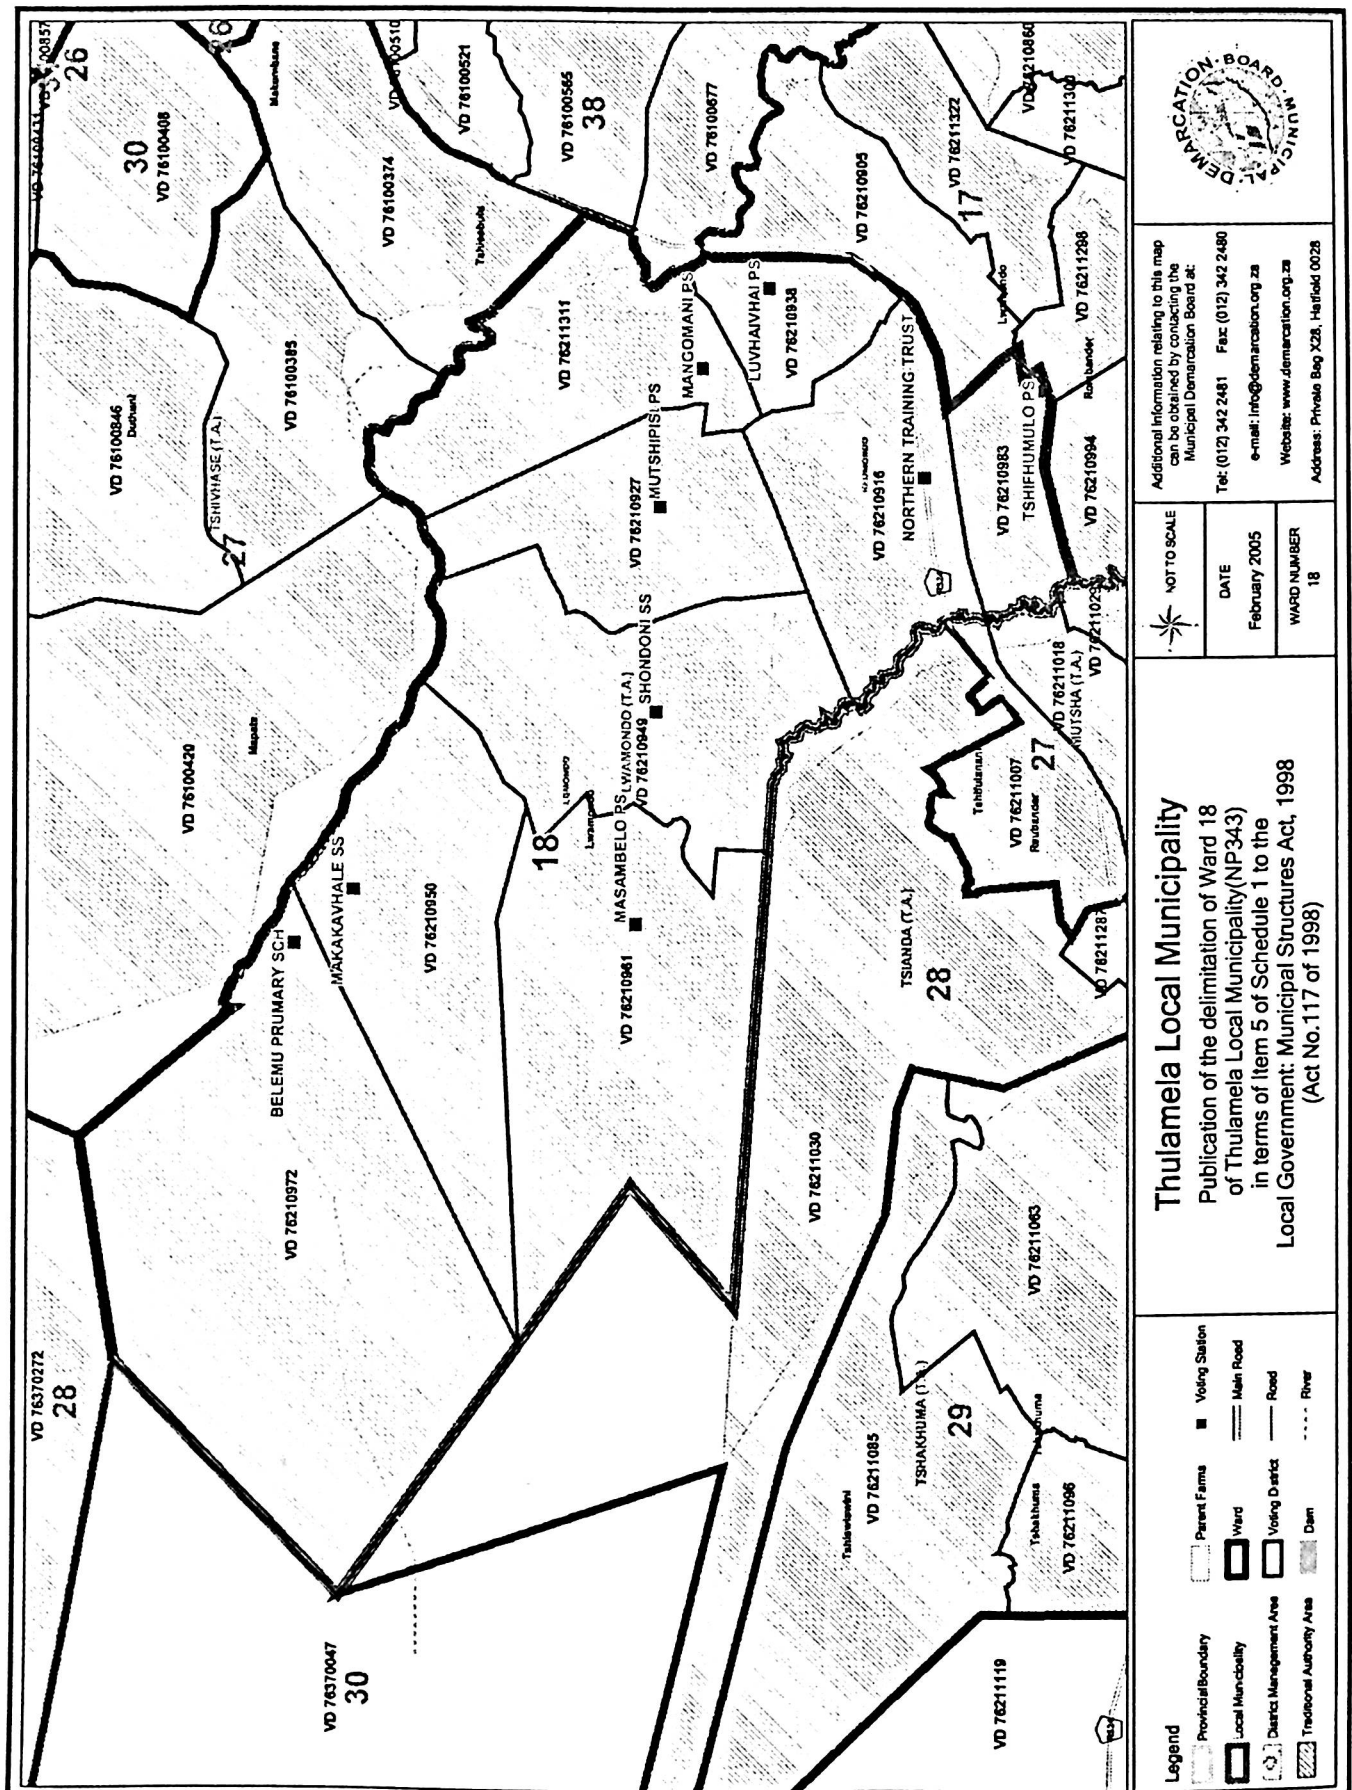 VD 76370272
28
VD 76100420
Mapate
VD 76100846
Duthuni
TSHIVHASE (T.A.)
27
VD 76100385
30
VD 76100408
26
VD 76100374
VD 76100521
VD 76100565
38
VD 76100677
BELEMU PRUMARY SCH
VD 76210972
MAKAKAVHALE SS
VD 76210950
18
MASAMBELO PS
VD 76210961
LWAMONDO (T.A.)
VD 76210949
SHONDONI SS
VD 76210927
MUTSHIPISI PS
VD 76211311
MANGOMANI PS
LUVHAIVHAI PS
VD 76210938
VD 76210905
VD 76211322
17
VD 76210860
VD 76211298
VD 76210916
NORTHERN TRAINING TRUST
VD 76210983
TSHIFHUMULO PS
VD 76210994
VD 76370047
30
VD 76211030
TSIANDA (T.A.)
28
VD 76211007
27
VD 76211018
MUTSHA (T.A.)
VD 76211287
VD 76211063
TSHAKHUMA (T.A.)
29
VD 76211085
Tshakhuma
VD 76211096
VD 76211119
Legend
Provincial Boundary
Local Municipality
District Management Area
Traditional Authority Area
Parent Farms
Ward
Voting District
Dam
Voting Station
Main Road
Road
River
Thulamela Local Municipality
Publication of the delimitation of Ward 18
of Thulamela Local Municipality(NP343)
in terms of Item 5 of Schedule 1 to the
Local Government: Municipal Structures Act, 1998
(Act No.117 of 1998)
NOT TO SCALE
DATE
February 2005
WARD NUMBER
18
Additional information relating to this map
can be obtained by contacting the
Municipal Demarcation Board at:
Tel: (012) 342 2481 Fax: (012) 342 2480
e-mail: info@demarcation.org.za
Website: www.demarcation.org.za
Address: Private Bag X28, Hatfield 0028
MUNICIPAL DEMARCATION BOARD